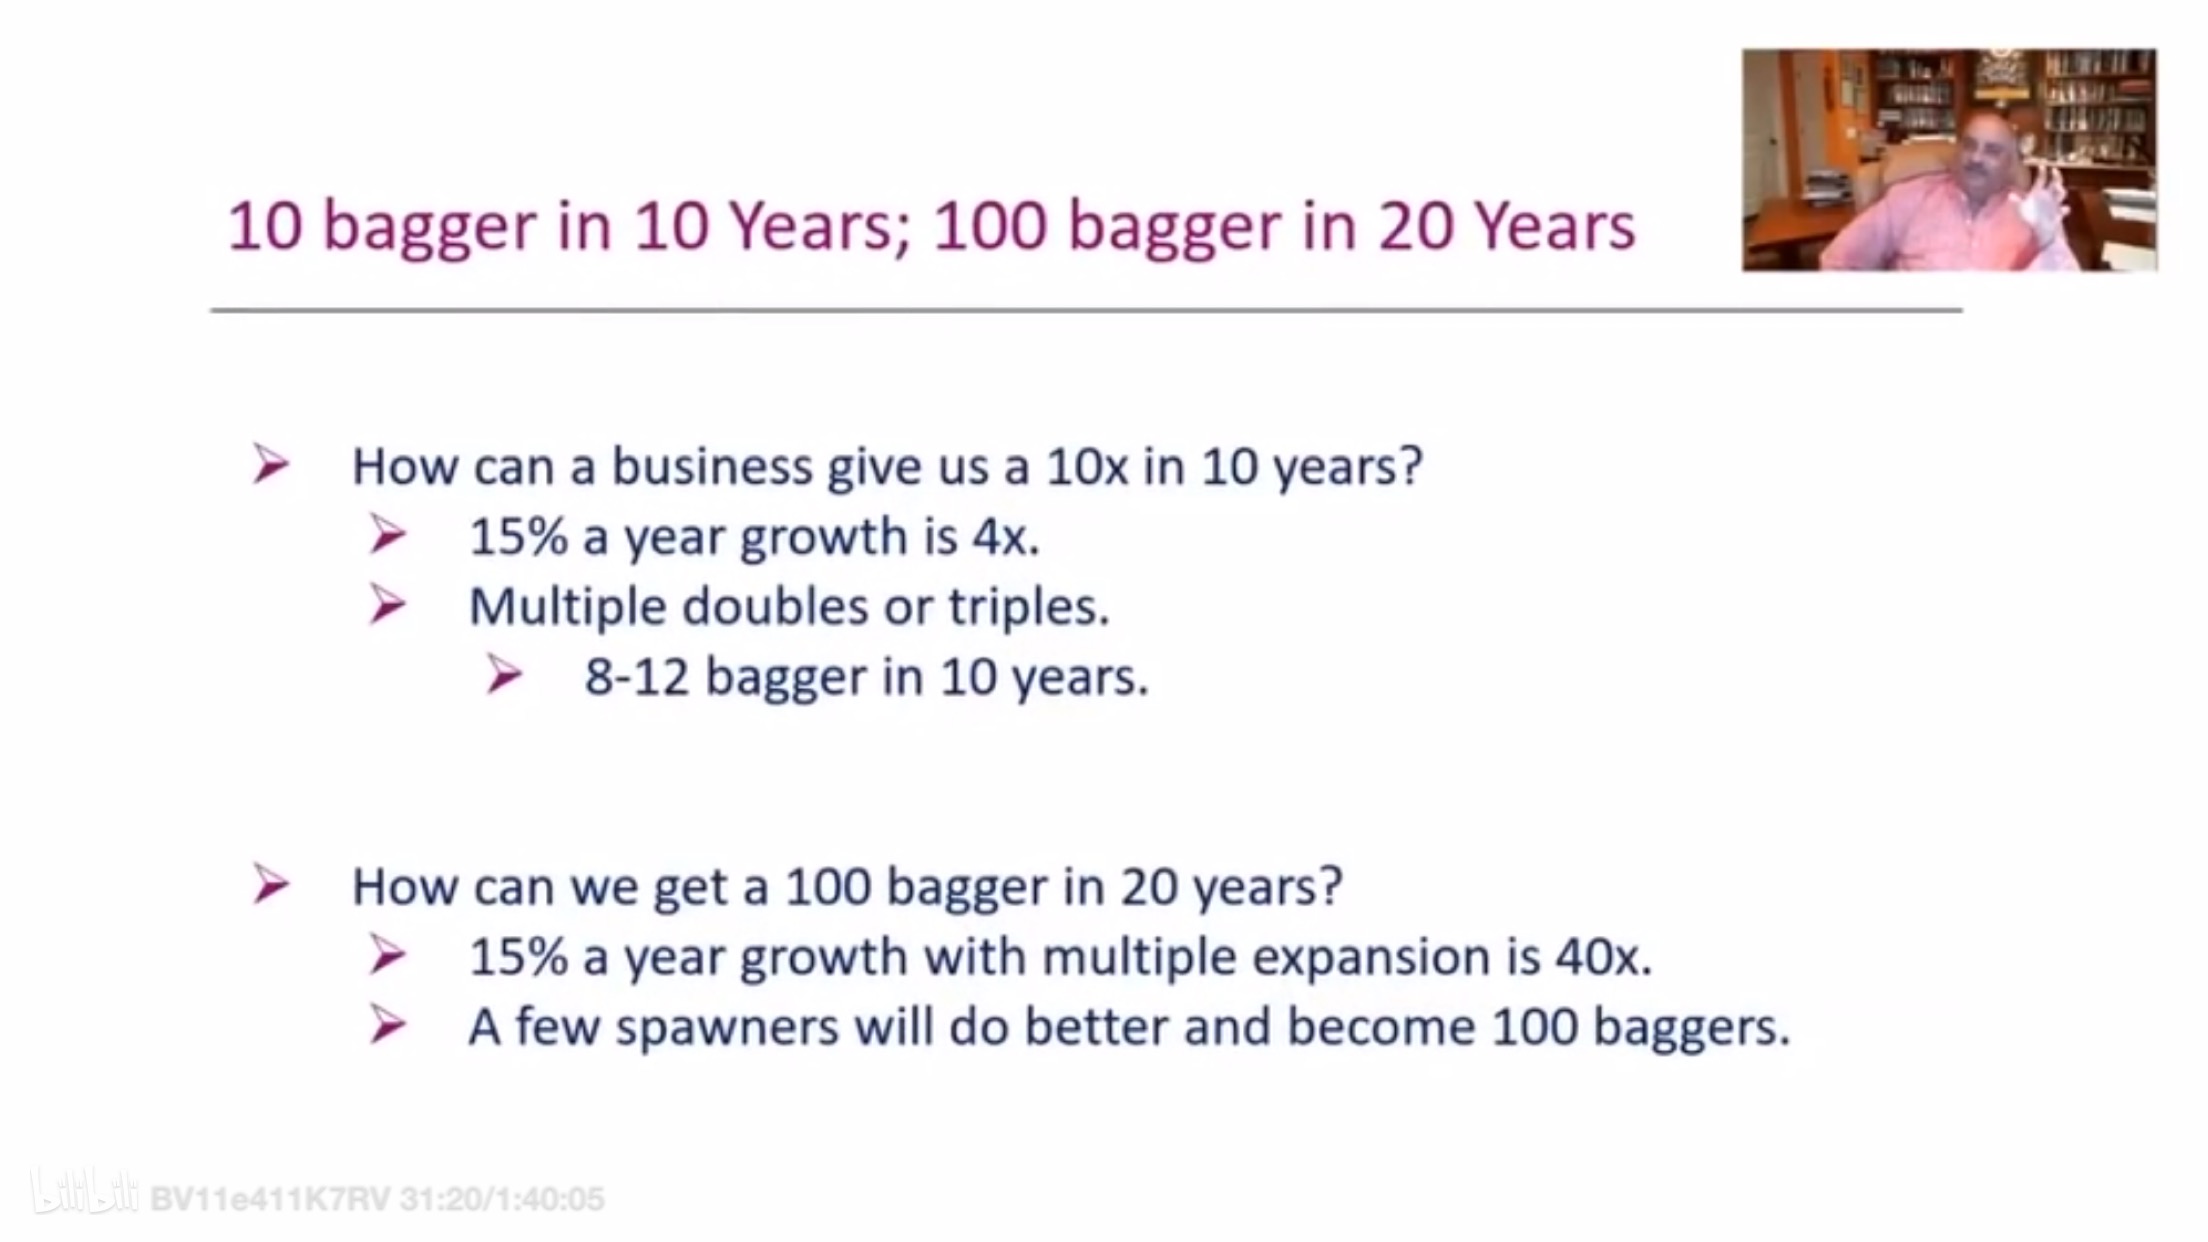 10 bagger in 10 Years; 100 bagger in 20 Years
How can a business give us a 10x in 10 years?
15% a year growth is 4x.
Multiple doubles or triples.
8-12 bagger in 10 years.
How can we get a 100 bagger in 20 years?
15% a year growth with multiple expansion is 40x.
A few spawners will do better and become 100 baggers.
bilibili BV11e411K7RV 31:20/1:40:05